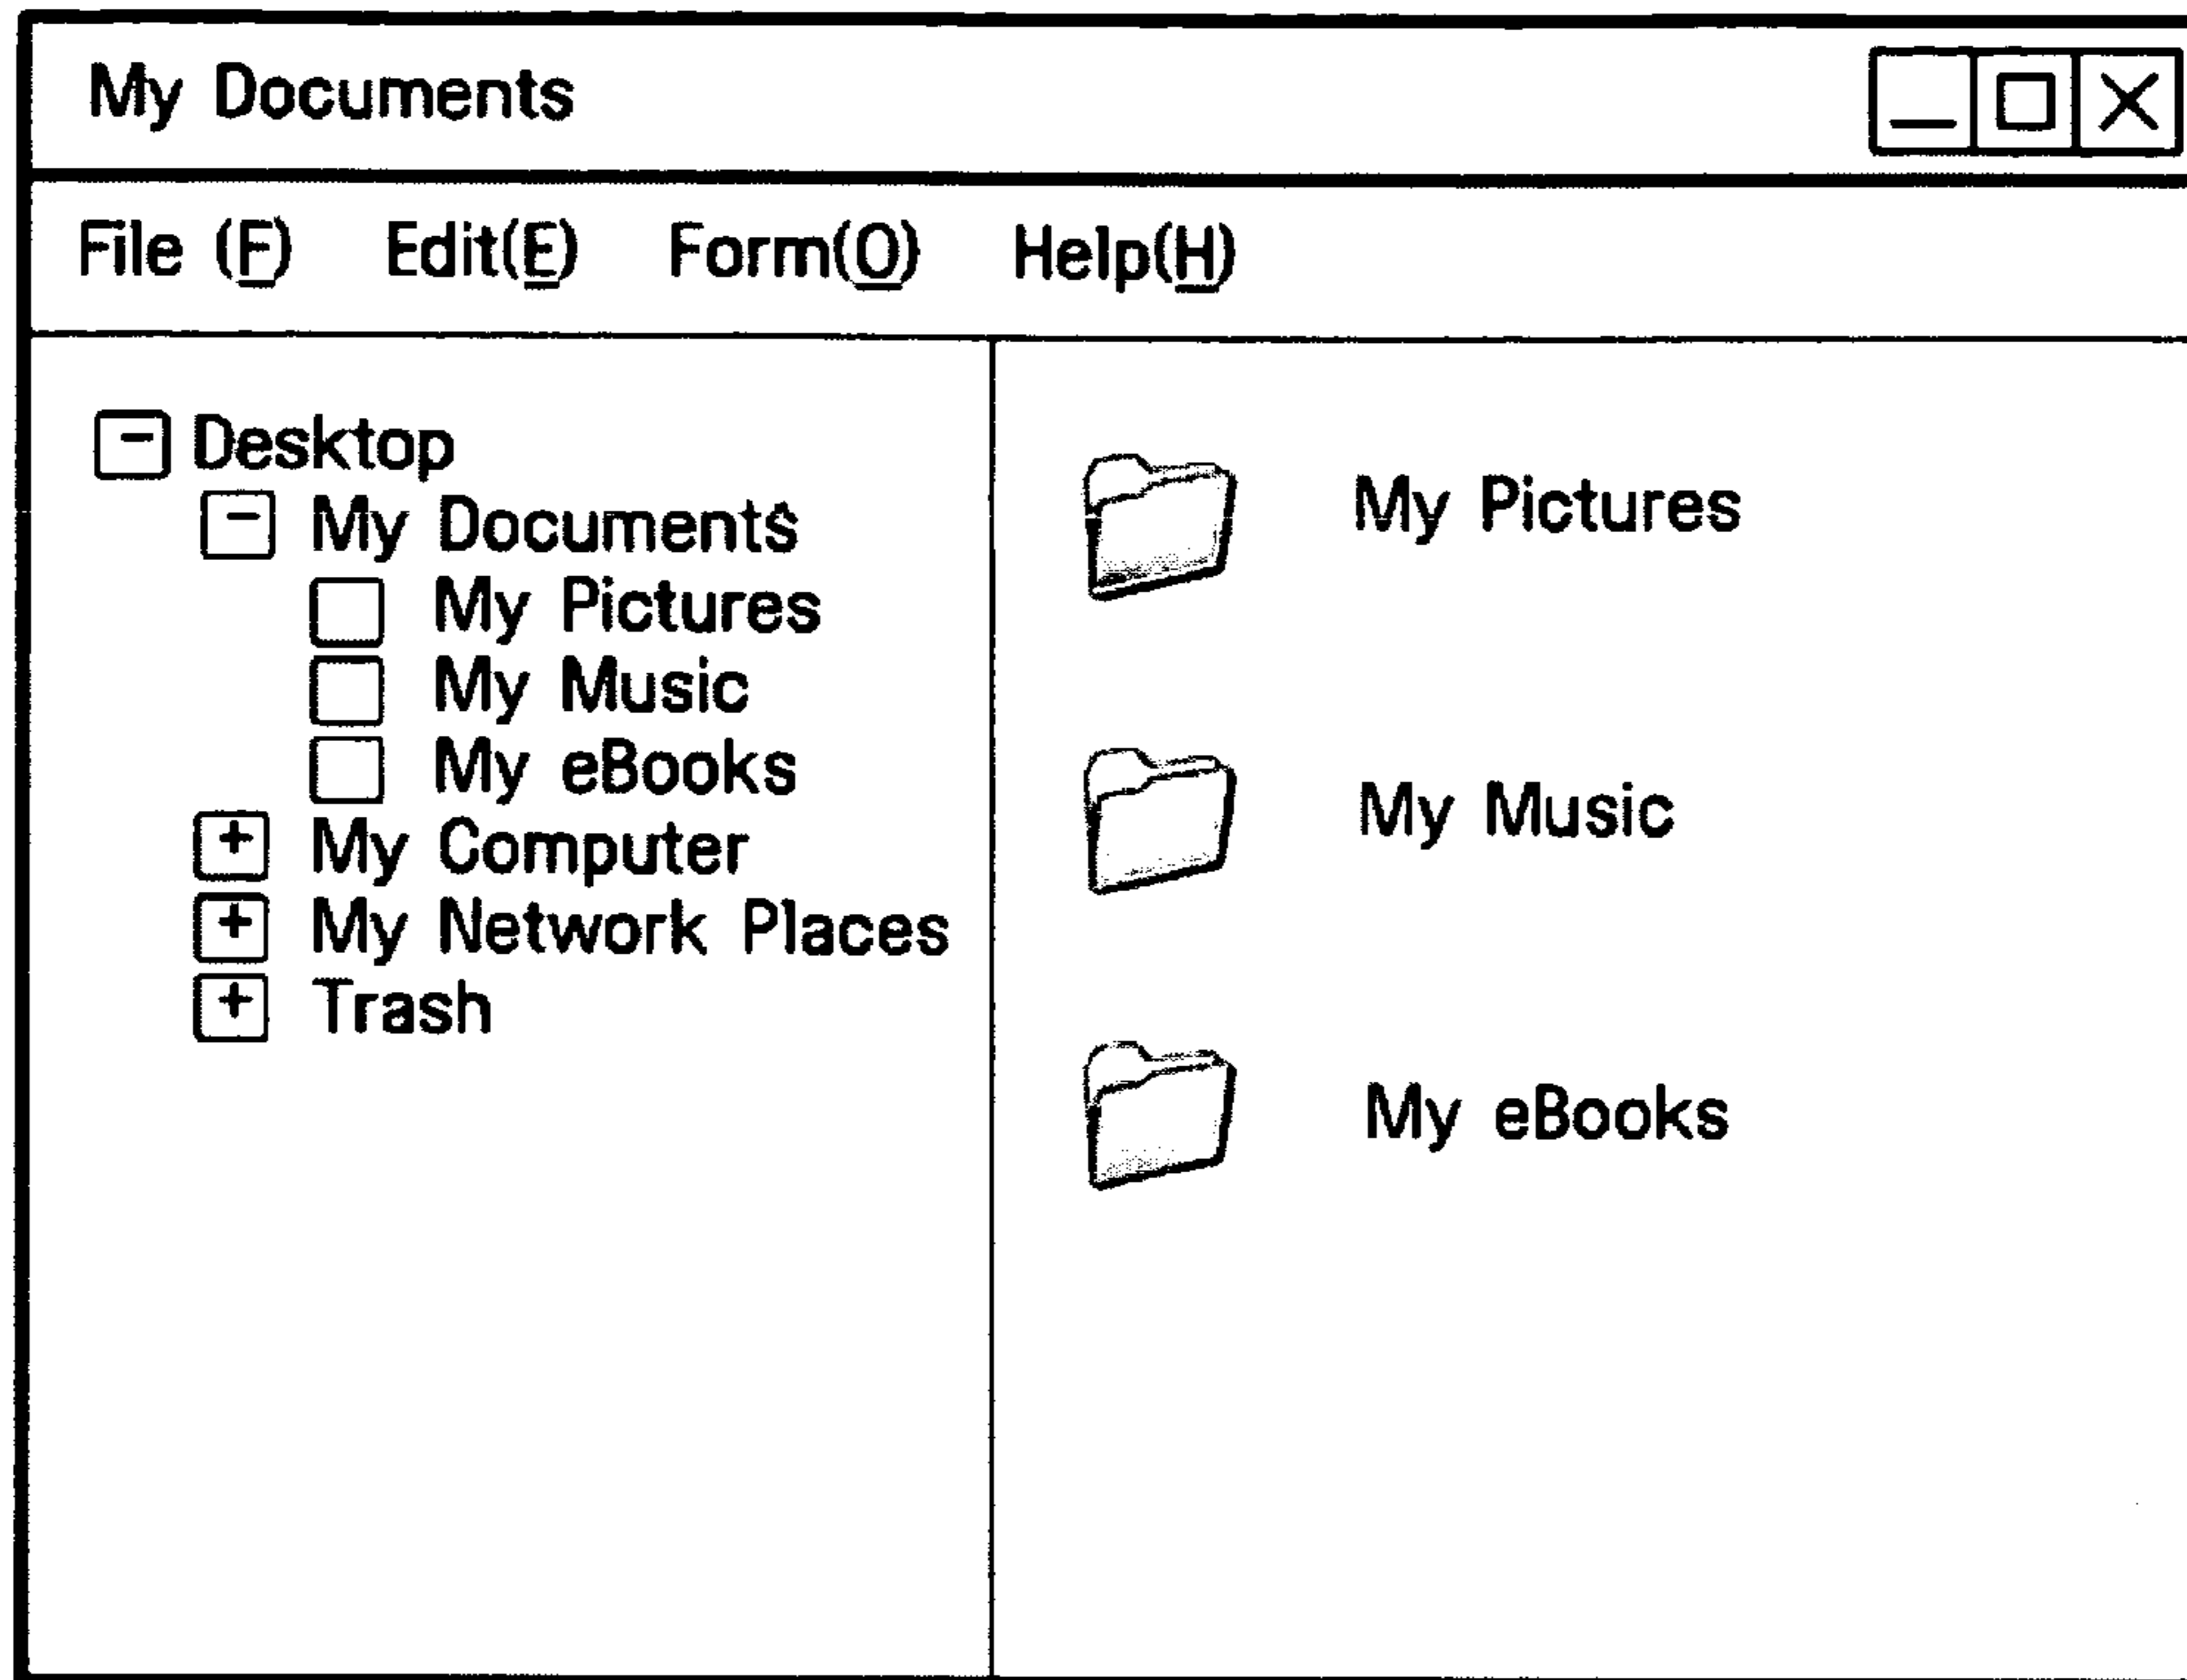 My Documents
File (F) Edit(E) Form(O) Help(H)
- Desktop
- My Documents
My Pictures
My Music
My eBooks
+ My Computer
+ My Network Places
+ Trash
My Pictures
My Music
My eBooks